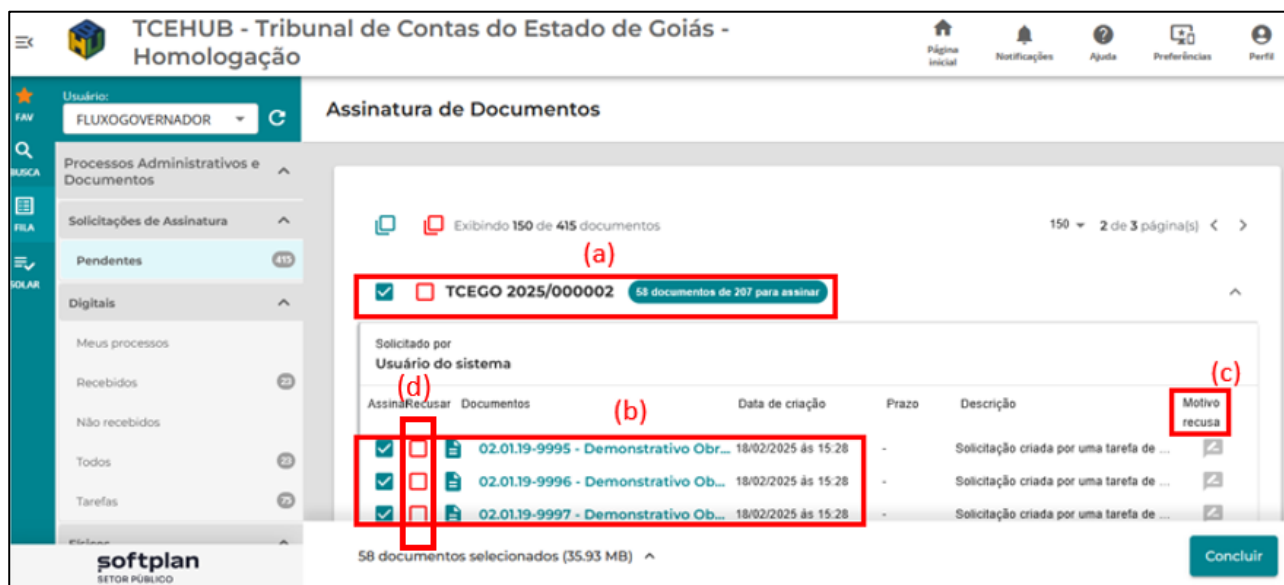 TCEHUB - Tribunal de Contas do Estado de Goiás -
Homologação
Página
inicial
Notificações
Ajuda
Preferências
Perfil
FAV
BUSCA
FILA
SOLAR
Usuário:
FLUXOGOVERNADOR
Processos Administrativos e
Documentos
Solicitações de Assinatura
Pendentes 415
Digitais
Meus processos
Recebidos 23
Não recebidos
Todos 23
Tarefas 73
softplan
SETOR PÚBLICO
Assinatura de Documentos
Exibindo 150 de 415 documentos
150 2 de 3 página(s)
(a)
TCEGO 2025/000002 58 documentos de 207 para assinar
Solicitado por
Usuário do sistema
(d)
(b)
(c)
Assinar Recusar Documentos Data de criação Prazo Descrição Motivo
recusa
02.01.19-9995 - Demonstrativo Obr... 18/02/2025 ás 15:28 - Solicitação criada por uma tarefa de ...
02.01.19-9996 - Demonstrativo Ob... 18/02/2025 ás 15:28 - Solicitação criada por uma tarefa de ...
02.01.19-9997 - Demonstrativo Ob... 18/02/2025 ás 15:28 - Solicitação criada por uma tarefa de ...
58 documentos selecionados (35.93 MB)
Concluir